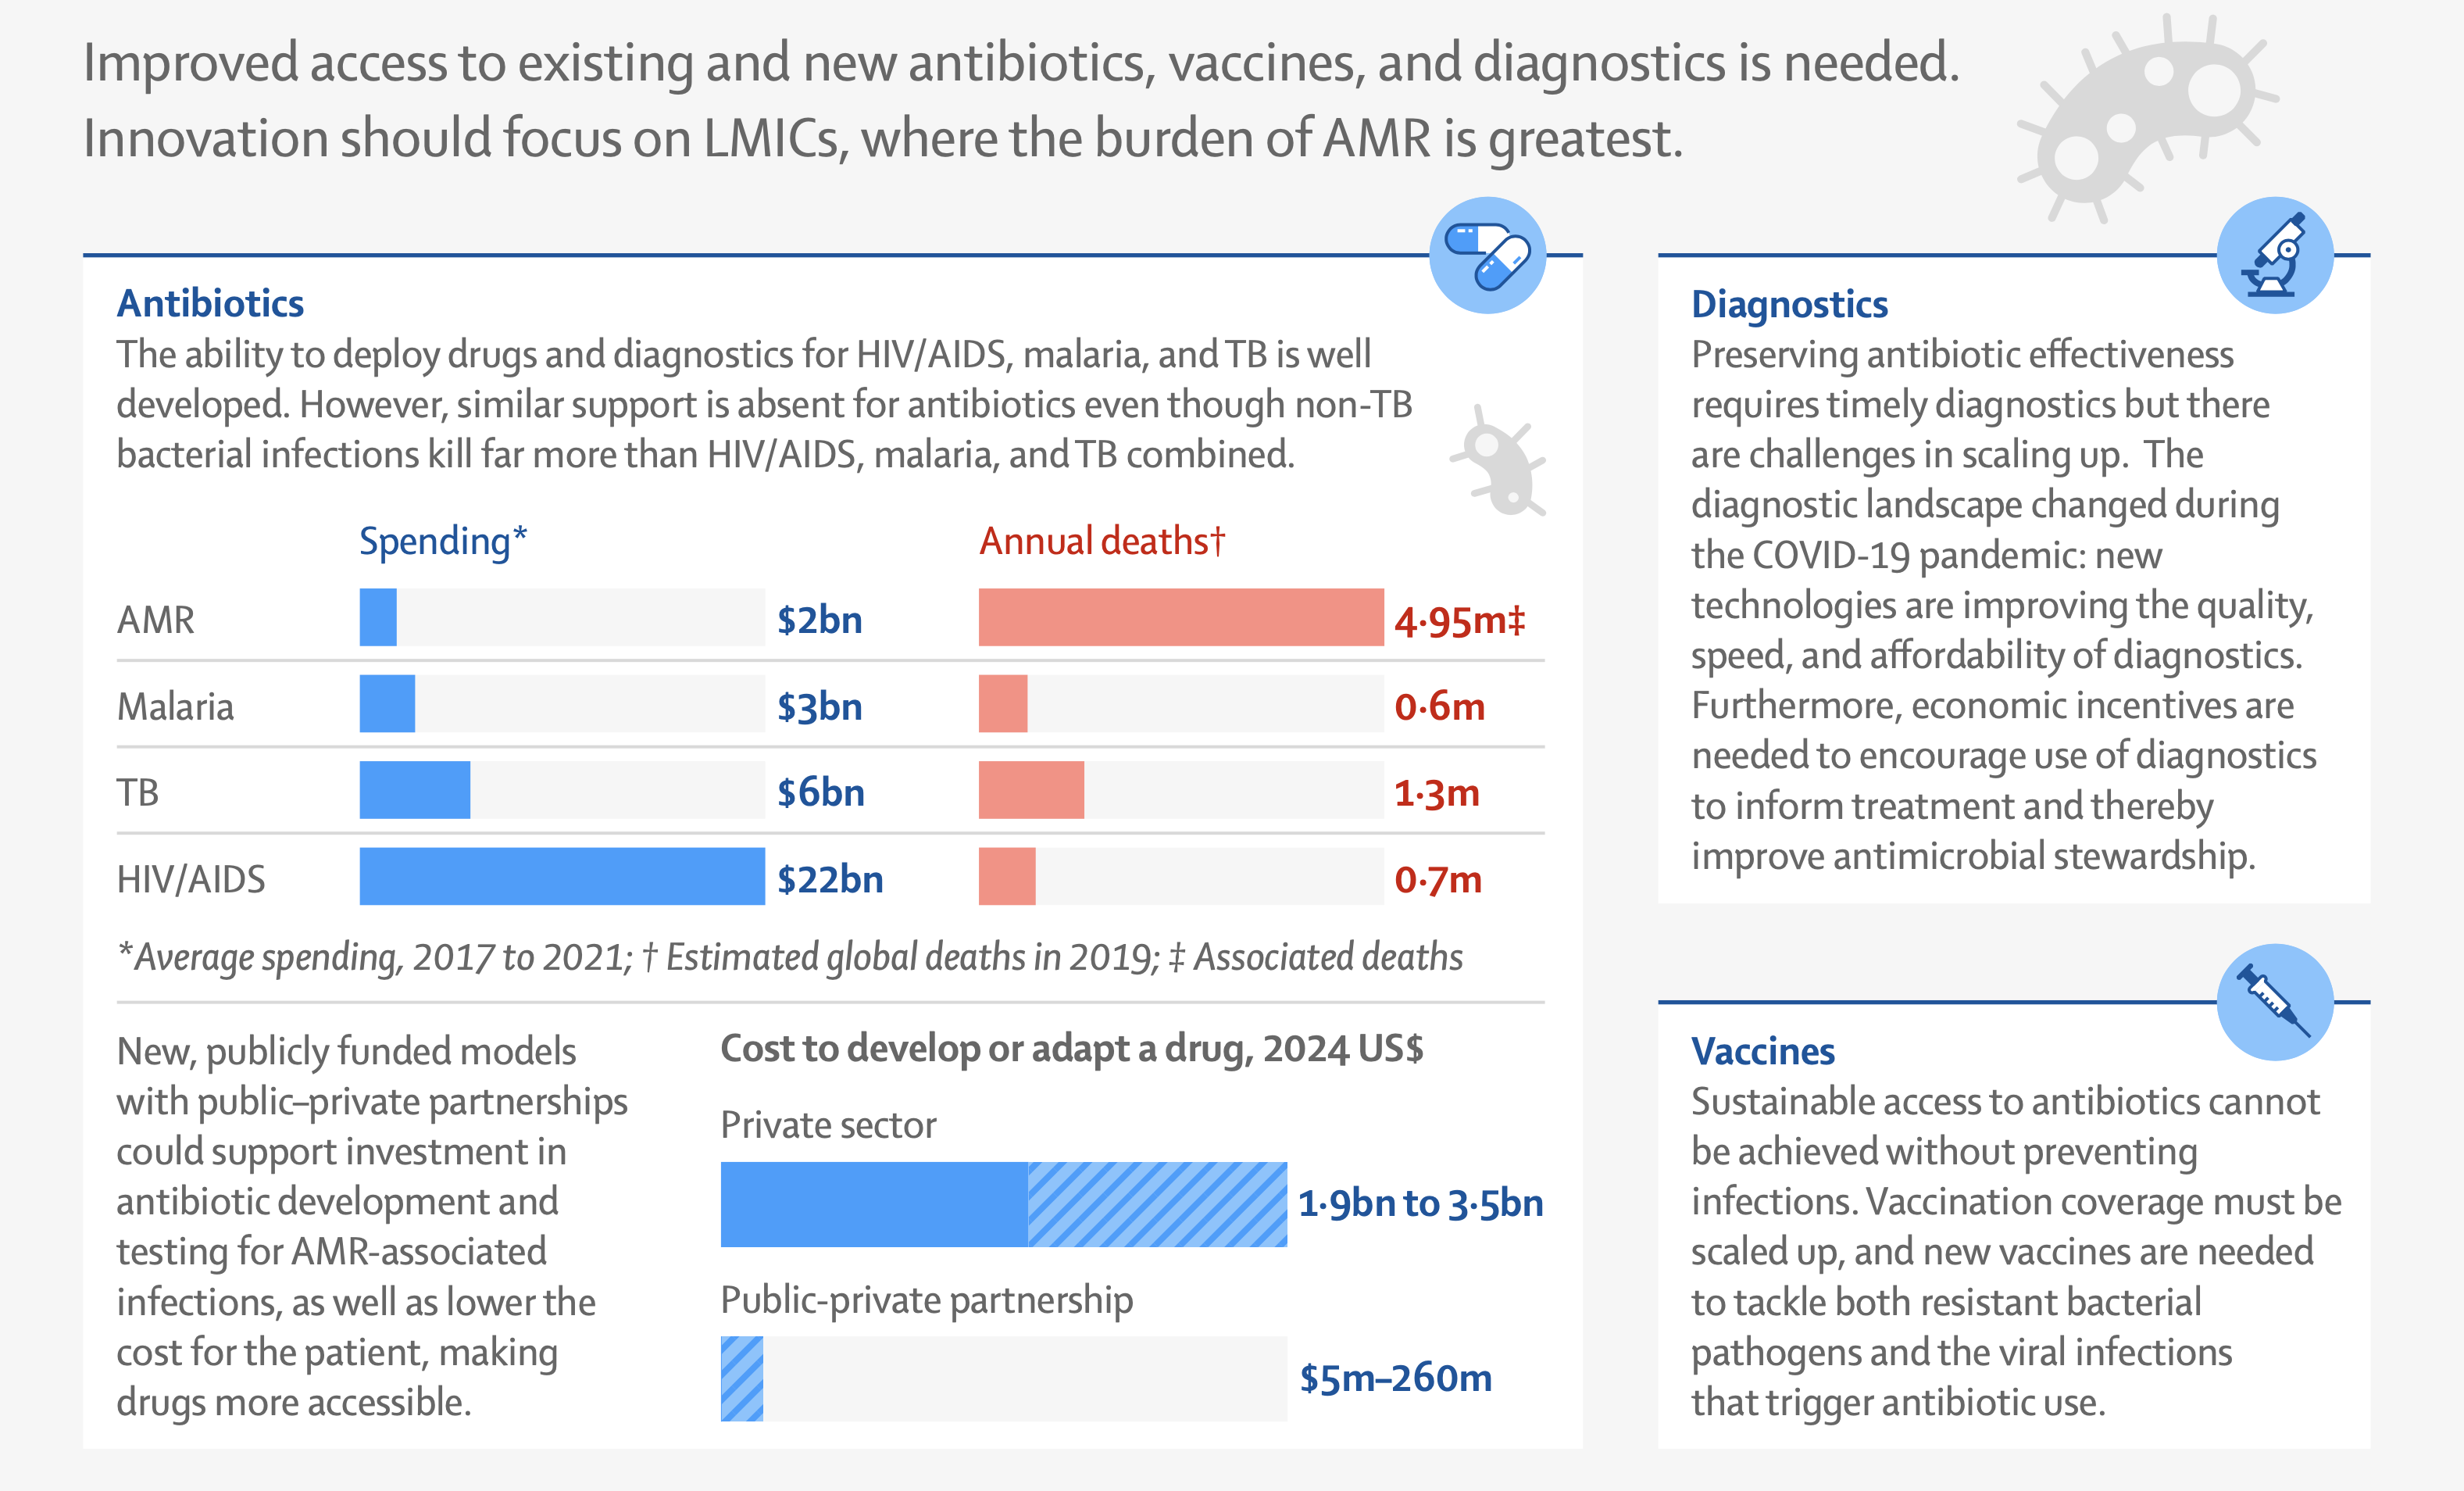 Improved access to existing and new antibiotics, vaccines, and diagnostics is needed.
Innovation should focus on LMICs, where the burden of AMR is greatest.
Antibiotics
The ability to deploy drugs and diagnostics for HIV/AIDS, malaria, and TB is well
developed. However, similar support is absent for antibiotics even though non-TB
bacterial infections kill far more than HIV/AIDS, malaria, and TB combined.
Spending* Annual deaths†
AMR $2bn 4·95m‡
Malaria $3bn 0·6m
TB $6bn 1·3m
HIV/AIDS $22bn 0·7m
*Average spending, 2017 to 2021; † Estimated global deaths in 2019; ‡ Associated deaths
New, publicly funded models
with public–private partnerships
could support investment in
antibiotic development and
testing for AMR-associated
infections, as well as lower the
cost for the patient, making
drugs more accessible.
Cost to develop or adapt a drug, 2024 US$
Private sector
1·9bn to 3·5bn
Public-private partnership
$5m–260m
Diagnostics
Preserving antibiotic effectiveness
requires timely diagnostics but there
are challenges in scaling up. The
diagnostic landscape changed during
the COVID-19 pandemic: new
technologies are improving the quality,
speed, and affordability of diagnostics.
Furthermore, economic incentives are
needed to encourage use of diagnostics
to inform treatment and thereby
improve antimicrobial stewardship.
Vaccines
Sustainable access to antibiotics cannot
be achieved without preventing
infections. Vaccination coverage must be
scaled up, and new vaccines are needed
to tackle both resistant bacterial
pathogens and the viral infections
that trigger antibiotic use.